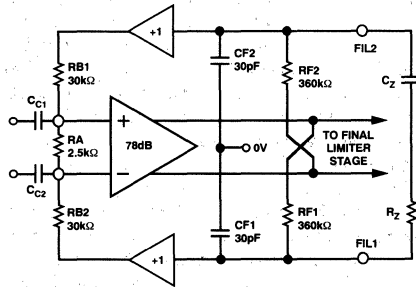 +1
CF2
30pF
FIL2
RB1
30kΩ
RF2
360kΩ
CZ
CC1
RA
2.5kΩ
+
78dB
–
0V
TO FINAL
LIMITER
STAGE
CC2
RB2
30kΩ
CF1
30pF
RF1
360kΩ
RZ
+1
FIL1